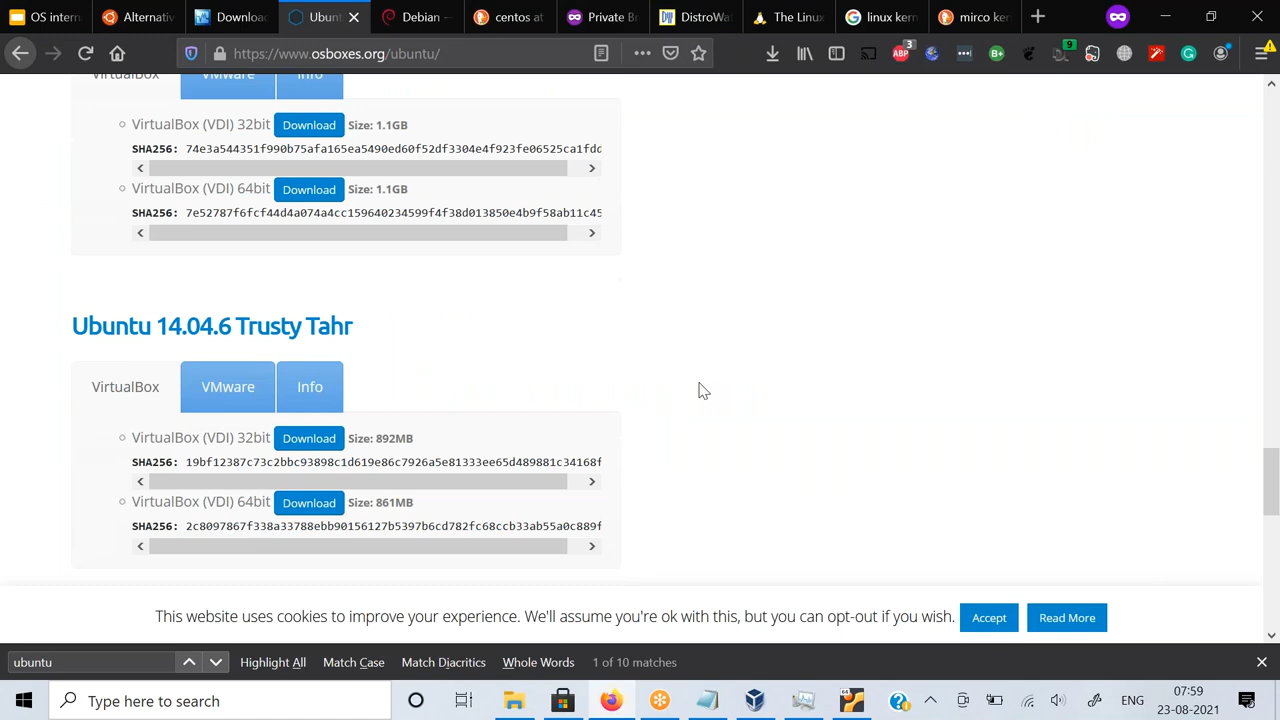 OS intern
Alternativ
Downloa
Ubunt
Debian --
centos at
Private Br
DistroWat
The Linux
linux kern
mirco ker
https://www.osboxes.org/ubuntu/
3
9
VirtualBox
VMware
Info
VirtualBox (VDI) 32bit Download Size: 1.1GB
SHA256: 74e3a544351f990b75afa165ea5490ed60f52df3304e4f923fe06525ca1fdd
VirtualBox (VDI) 64bit Download Size: 1.1GB
SHA256: 7e52787f6fcf44d4a074a4cc159640234599f4f38d013850e4b9f58ab11c45
Ubuntu 14.04.6 Trusty Tahr
VirtualBox
VMware
Info
VirtualBox (VDI) 32bit Download Size: 892MB
SHA256: 19bf12387c73c2bbc93898c1d619e86c7926a5e81333ee65d489881c34168f
VirtualBox (VDI) 64bit Download Size: 861MB
SHA256: 2c8097867f338a33788ebb90156127b5397b6cd782fc68ccb33ab55a0c889f
This website uses cookies to improve your experience. We'll assume you're ok with this, but you can opt-out if you wish. Accept Read More
ubuntu
Highlight All Match Case Match Diacritics Whole Words 1 of 10 matches
Type here to search
ENG
07:59
23-08-2021